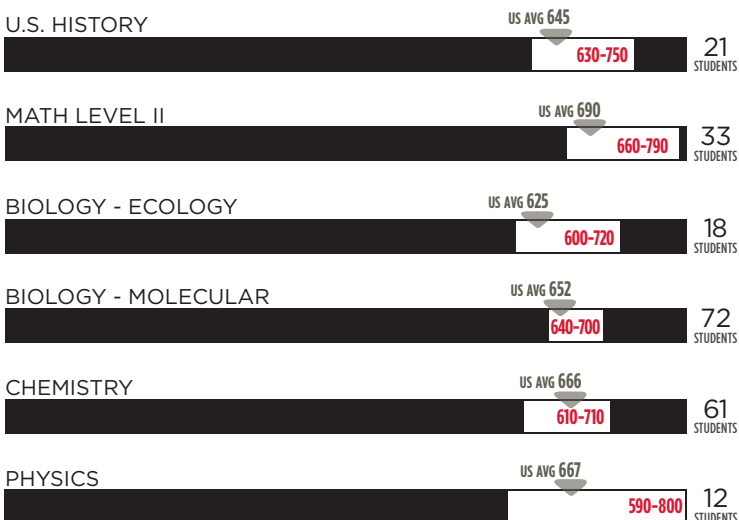 U.S. HISTORY
US AVG 645
630-750
21
STUDENTS
MATH LEVEL II
US AVG 690
660-790
33
STUDENTS
BIOLOGY - ECOLOGY
US AVG 625
600-720
18
STUDENTS
BIOLOGY - MOLECULAR
US AVG 652
640-700
72
STUDENTS
CHEMISTRY
US AVG 666
610-710
61
STUDENTS
PHYSICS
US AVG 667
590-800
12
STUDENTS